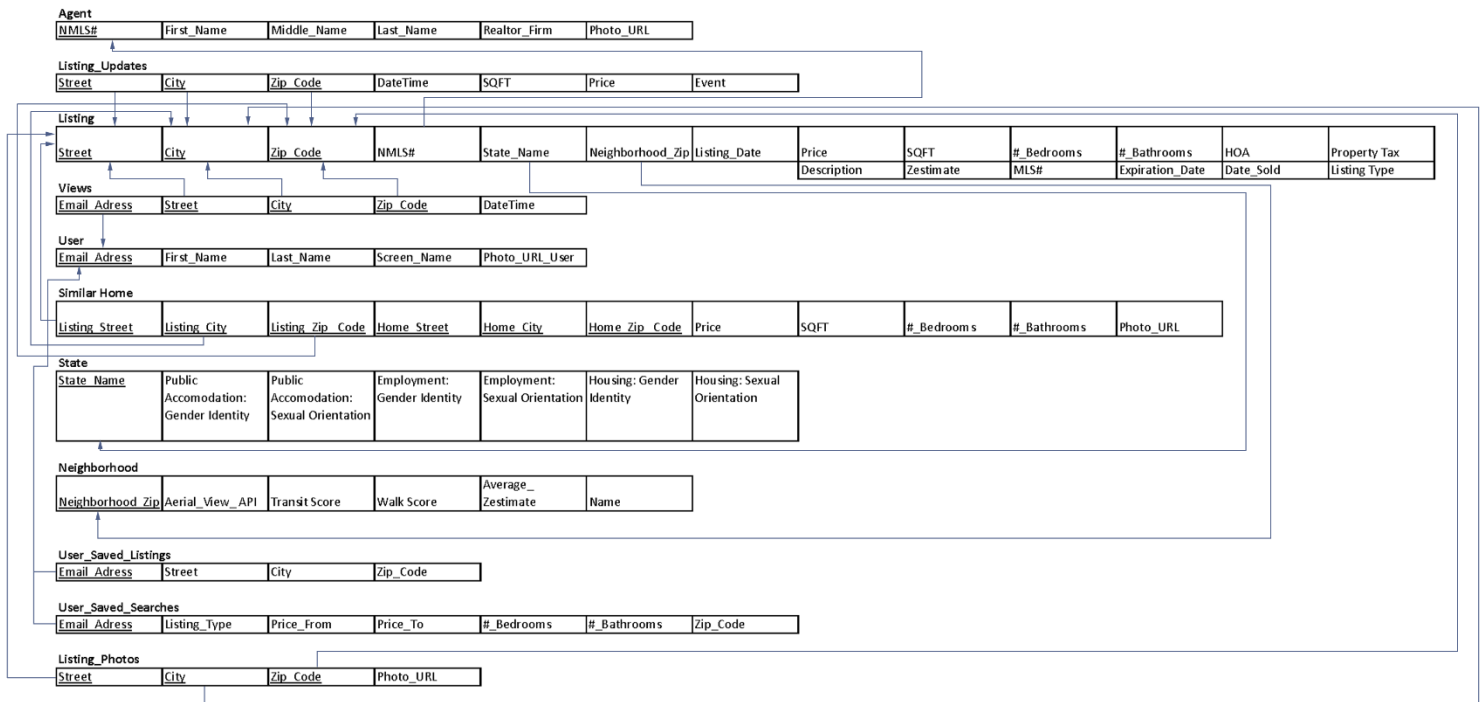 Agent
NMLS# First_Name Middle_Name Last_Name Realtor_Firm Photo_URL
Listing_Updates
Street City Zip_Code DateTime SQFT Price Event
Listing
Street City Zip_Code NMLS# State_Name Neighborhood_Zip Listing_Date Price SQFT #_Bedrooms #_Bathrooms HOA Property Tax
Description Zestimate MLS# Expiration_Date Date_Sold Listing Type
Views
Email_Adress Street City Zip_Code DateTime
User
Email_Adress First_Name Last_Name Screen_Name Photo_URL_User
Similar Home
Listing_Street Listing_City Listing_Zip_Code Home_Street Home_City Home_Zip_Code Price SQFT #_Bedrooms #_Bathrooms Photo_URL
State
State_Name Public Public Employment: Employment: Housing: Gender Housing: Sexual
Accomodation: Accomodation: Gender Identity Sexual Orientation Identity Orientation
Gender Identity Sexual Orientation
Neighborhood
Average_
Neighborhood_Zip Aerial_View_API Transit Score Walk Score Zestimate Name
User_Saved_Listings
Email_Adress Street City Zip_Code
User_Saved_Searches
Email_Adress Listing_Type Price_From Price_To #_Bedrooms #_Bathrooms Zip_Code
Listing_Photos
Street City Zip_Code Photo_URL